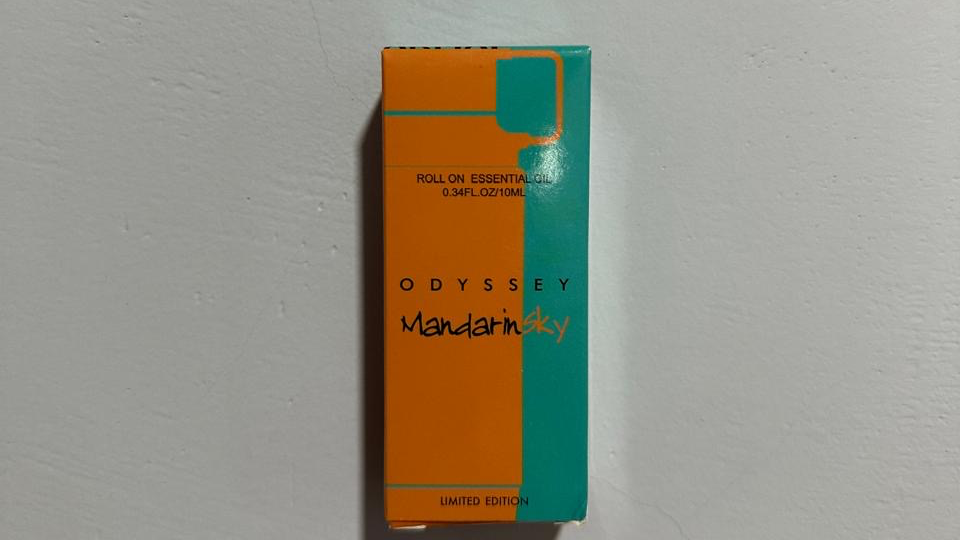 ROLL ON ESSENTIAL OIL
0.34FL.OZ/10ML
ODYSSEY
MandarinSky
LIMITED EDITION